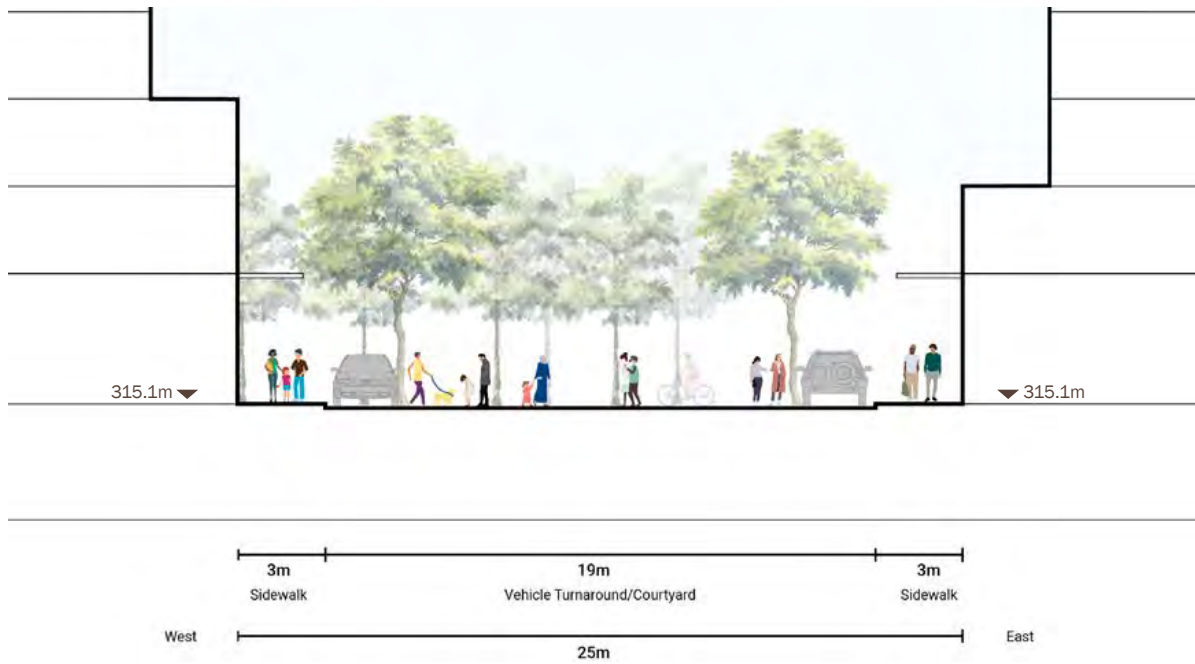 315.1m
315.1m
3m
19m
3m
Sidewalk
Vehicle Turnaround/Courtyard
Sidewalk
West
East
25m